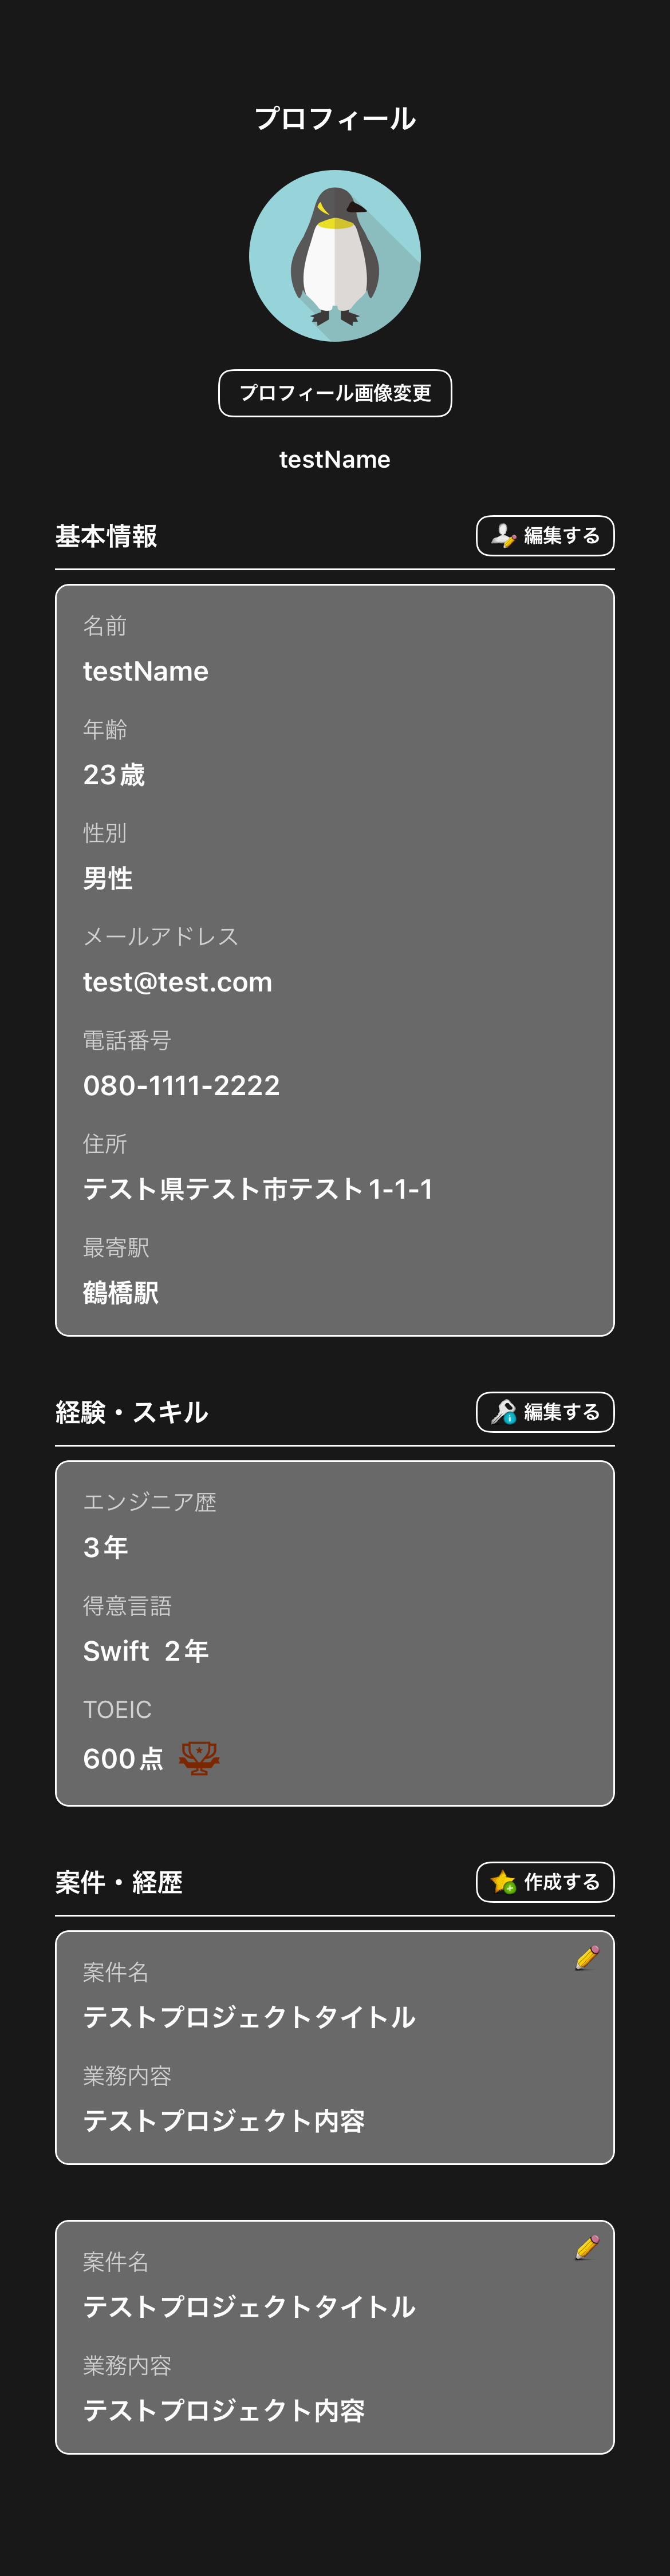 プロフィール
プロフィール画像変更
testName
基本情報
編集する
名前
testName
年齢
23歳
性別
男性
メールアドレス
test@test.com
電話番号
080-1111-2222
住所
テスト県テスト市テスト1-1-1
最寄駅
鶴橋駅
経験・スキル
編集する
エンジニア歴
3年
得意言語
Swift 2年
TOEIC
600点
案件・経歴
作成する
案件名
テストプロジェクトタイトル
業務内容
テストプロジェクト内容
案件名
テストプロジェクトタイトル
業務内容
テストプロジェクト内容